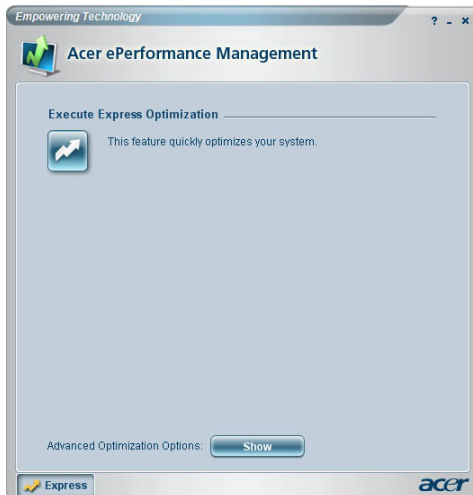 Empowering Technology
? - x
Acer ePerformance Management
Execute Express Optimization
This feature quickly optimizes your system.
Advanced Optimization Options: Show
Express
acer